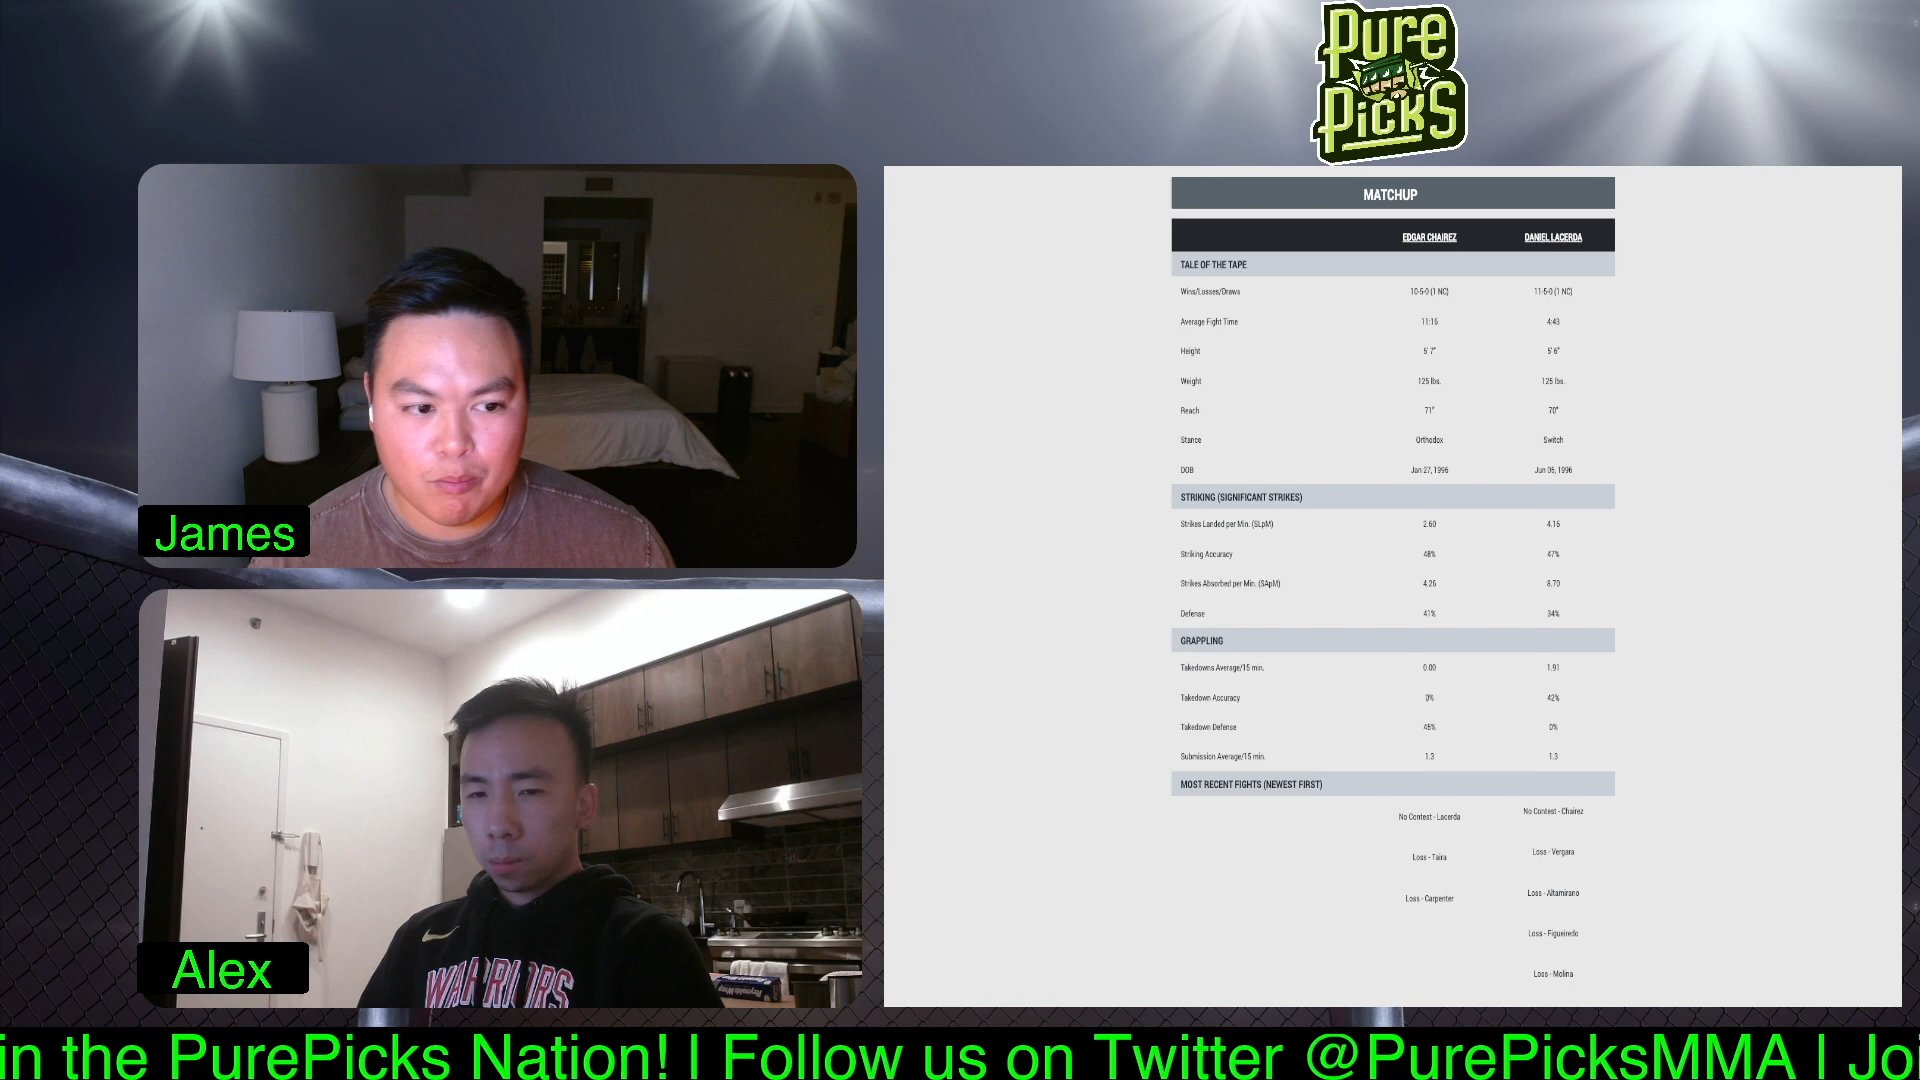 Pure
Picks
James
Alex
WARRIORS
MATCHUP
EDGAR CHAIREZ DANIEL LACERDA
TALE OF THE TAPE
Wins/Losses/Draws 10-5-0 (1 NC) 11-5-0 (1 NC)
Average Fight Time 11:16 4:43
Height 5' 7" 5' 6"
Weight 125 lbs. 125 lbs.
Reach 71" 70"
Stance Orthodox Switch
DOB Jan 27, 1996 Jun 06, 1996
STRIKING (SIGNIFICANT STRIKES)
Strikes Landed per Min. (SLpM) 2.60 4.16
Striking Accuracy 48% 47%
Strikes Absorbed per Min. (SApM) 4.26 8.70
Defense 41% 34%
GRAPPLING
Takedowns Average/15 min. 0.00 1.91
Takedown Accuracy 0% 42%
Takedown Defense 45% 0%
Submission Average/15 min. 1.3 1.3
MOST RECENT FIGHTS (NEWEST FIRST)
No Contest - Lacerda No Contest - Chairez
Loss - Taira Loss - Vergara
Loss - Carpenter Loss - Altamirano
Loss - Figueiredo
Loss - Molina
in the PurePicks Nation! | Follow us on Twitter @PurePicksMMA | Joi